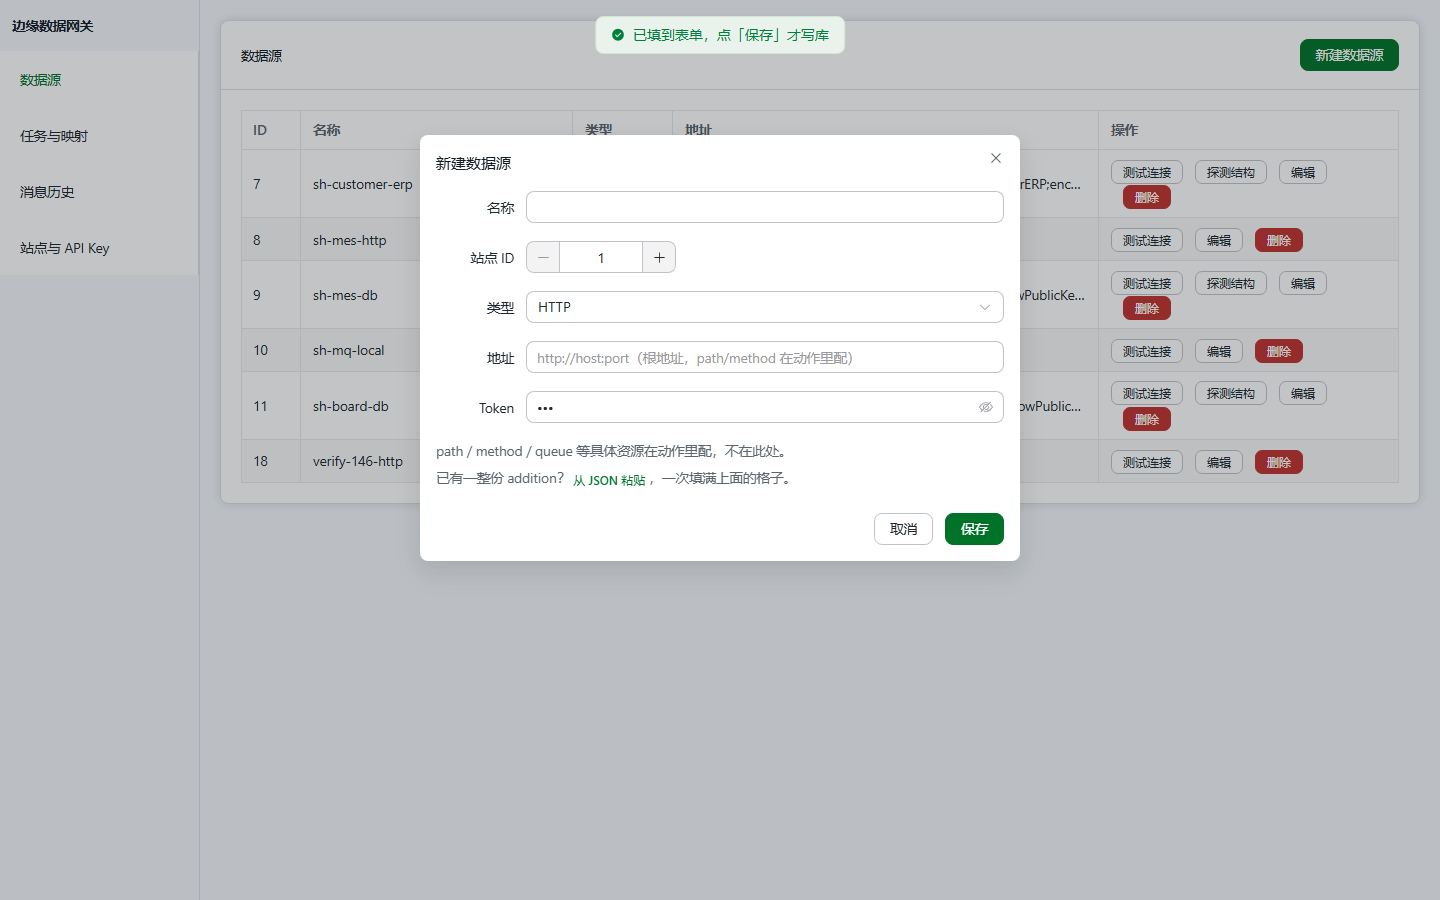 边缘数据网关
数据源
任务与映射
消息历史
站点与 API Key
已填到表单，点「保存」才写库
数据源
新建数据源
ID 名称 类型 地址 操作
7 sh-customer-erp rERP;enc... 测试连接 探测结构 编辑 删除
8 sh-mes-http 测试连接 编辑 删除
9 sh-mes-db wPublicKe... 测试连接 探测结构 编辑 删除
10 sh-mq-local 测试连接 编辑 删除
11 sh-board-db owPublic... 测试连接 探测结构 编辑 删除
18 verify-146-http 测试连接 编辑 删除
新建数据源
名称
站点 ID 1
类型 HTTP
地址 http://host:port（根地址，path/method 在动作里配）
Token •••
path / method / queue 等具体资源在动作里配，不在此处。
已有一整份 addition？ 从 JSON 粘贴 ，一次填满上面的格子。
取消 保存